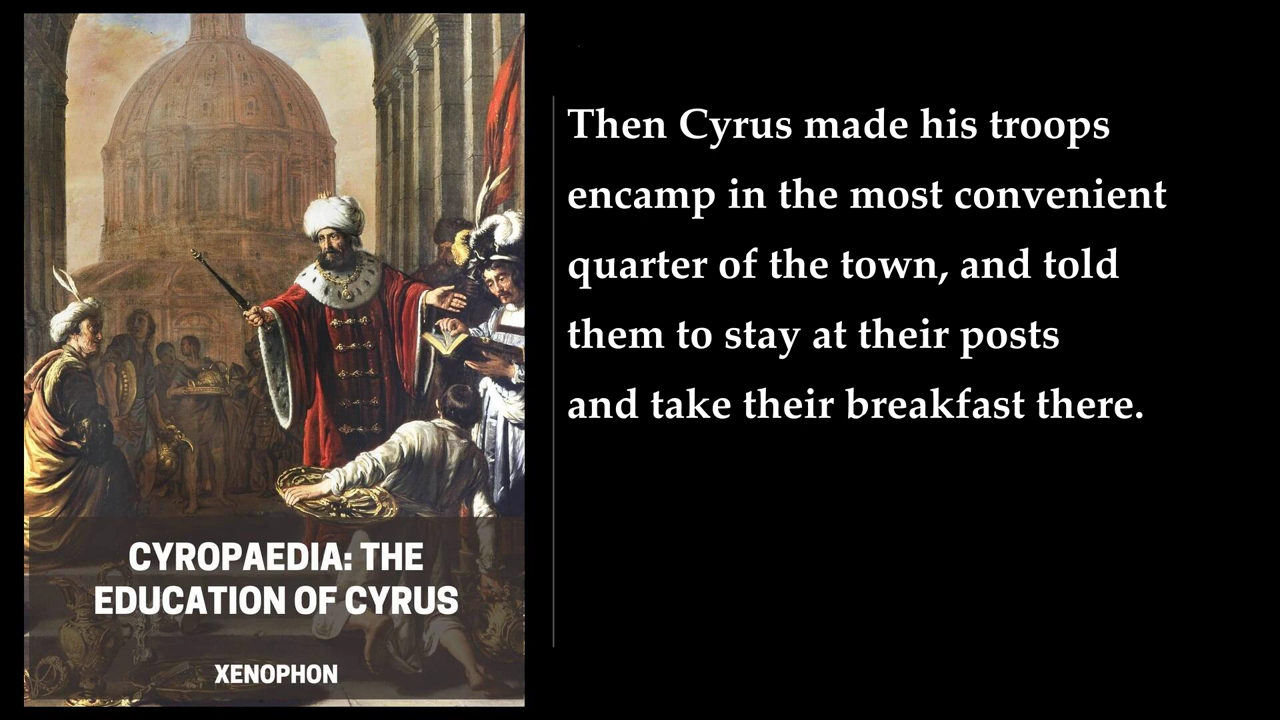 CYROPAEDIA: THE
EDUCATION OF CYRUS
XENOPHON
Then Cyrus made his troops
encamp in the most convenient
quarter of the town, and told
them to stay at their posts
and take their breakfast there.